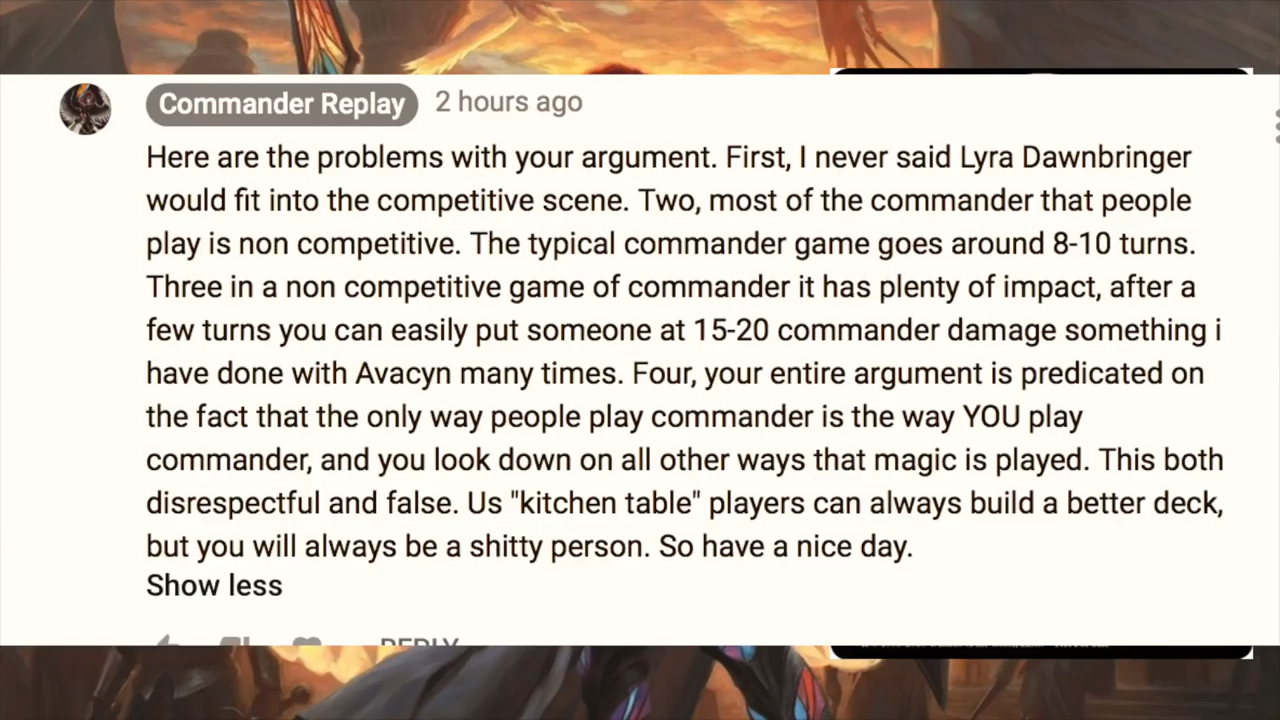 Commander Replay 2 hours ago
Here are the problems with your argument. First, I never said Lyra Dawnbringer
would fit into the competitive scene. Two, most of the commander that people
play is non competitive. The typical commander game goes around 8-10 turns.
Three in a non competitive game of commander it has plenty of impact, after a
few turns you can easily put someone at 15-20 commander damage something i
have done with Avacyn many times. Four, your entire argument is predicated on
the fact that the only way people play commander is the way YOU play
commander, and you look down on all other ways that magic is played. This both
disrespectful and false. Us "kitchen table" players can always build a better deck,
but you will always be a shitty person. So have a nice day.
Show less
REPLY